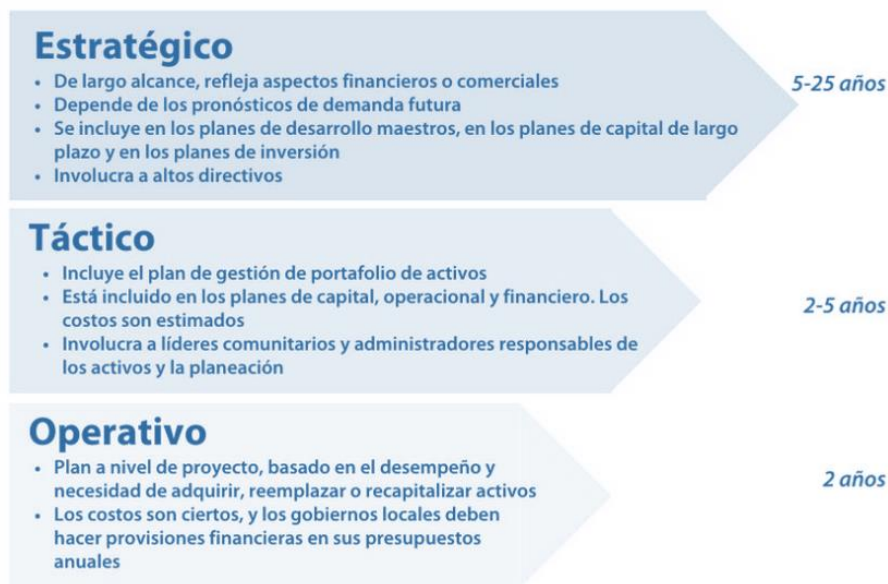 Estratégico
• De largo alcance, refleja aspectos financieros o comerciales
• Depende de los pronósticos de demanda futura
• Se incluye en los planes de desarrollo maestros, en los planes de capital de largo
plazo y en los planes de inversión
• Involucra a altos directivos
5-25 años
Táctico
• Incluye el plan de gestión de portafolio de activos
• Está incluido en los planes de capital, operacional y financiero. Los
costos son estimados
• Involucra a líderes comunitarios y administradores responsables de
los activos y la planeación
2-5 años
Operativo
• Plan a nivel de proyecto, basado en el desempeño y
necesidad de adquirir, reemplazar o recapitalizar activos
• Los costos son ciertos, y los gobiernos locales deben
hacer provisiones financieras en sus presupuestos
anuales
2 años